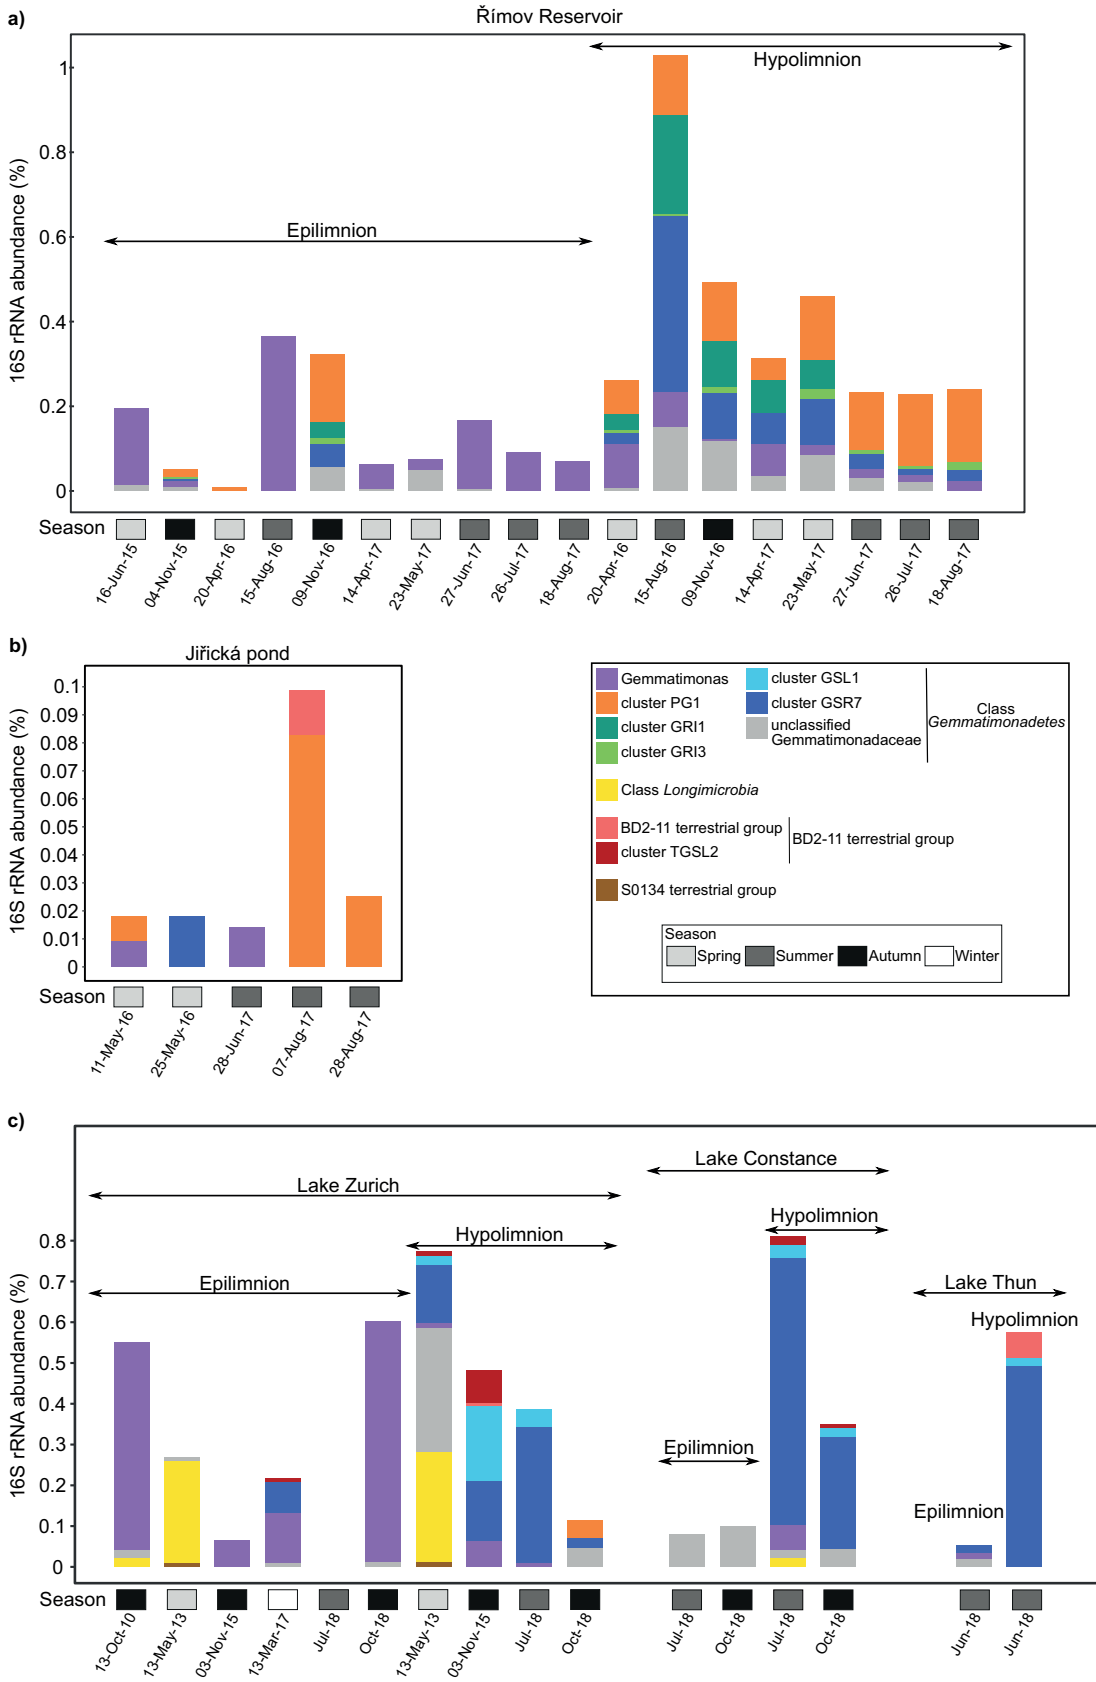 a)
Římov Reservoir
Hypolimnion
Epilimnion
16S rRNA abundance (%)
1
0.8
0.6
0.4
0.2
0
Season
16-Jun-15
04-Nov-15
20-Apr-16
15-Aug-16
09-Nov-16
14-Apr-17
23-May-17
27-Jun-17
26-Jul-17
18-Aug-17
20-Apr-16
15-Aug-16
09-Nov-16
14-Apr-17
23-May-17
27-Jun-17
26-Jul-17
18-Aug-17
b)
Jiřická pond
16S rRNA abundance (%)
0.1
0.09
0.08
0.07
0.06
0.05
0.04
0.03
0.02
0.01
0
Season
11-May-16
25-May-16
28-Jun-17
07-Aug-17
28-Aug-17
Gemmatimonas
cluster PG1
cluster GRI1
cluster GRI3
cluster GSL1
cluster GSR7
unclassified
Gemmatimonadaceae
Class
Gemmatimonadetes
Class Longimicrobia
BD2-11 terrestrial group
cluster TGSL2
BD2-11 terrestrial group
S0134 terrestrial group
Season
Spring Summer Autumn Winter
c)
Lake Zurich
Lake Constance
Lake Thun
Epilimnion
Hypolimnion
Epilimnion
Hypolimnion
Epilimnion
Hypolimnion
16S rRNA abundance (%)
0.8
0.7
0.6
0.5
0.4
0.3
0.2
0.1
0
Season
13-Oct-10
13-May-13
03-Nov-15
13-Mar-17
Jul-18
Oct-18
13-May-13
03-Nov-15
Jul-18
Oct-18
Jul-18
Oct-18
Jul-18
Oct-18
Jun-18
Jun-18